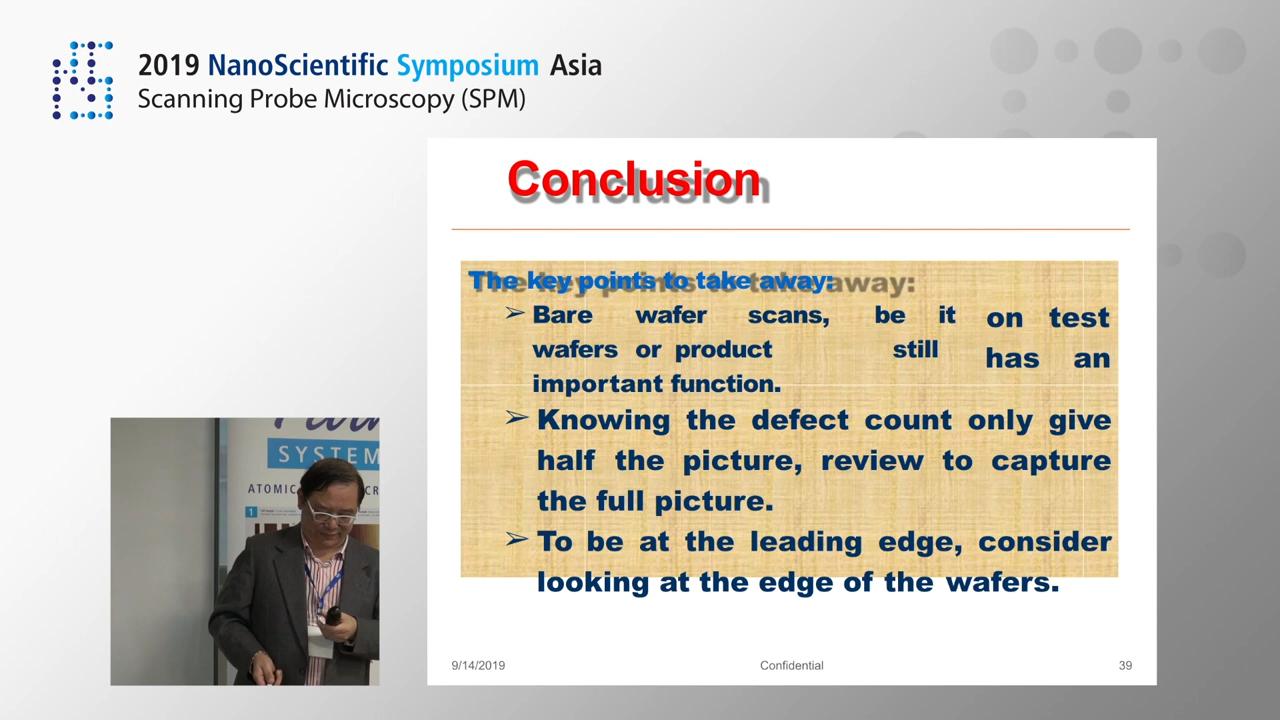 2019 NanoScientific Symposium Asia
Scanning Probe Microscopy (SPM)
Conclusion
The key points to take away:
➢ Bare wafer scans, be it on test
wafers or product still has an
important function.
➢ Knowing the defect count only give
half the picture, review to capture
the full picture.
➢ To be at the leading edge, consider
looking at the edge of the wafers.
9/14/2019 Confidential 39
SYSTEM
ATOMIC
1